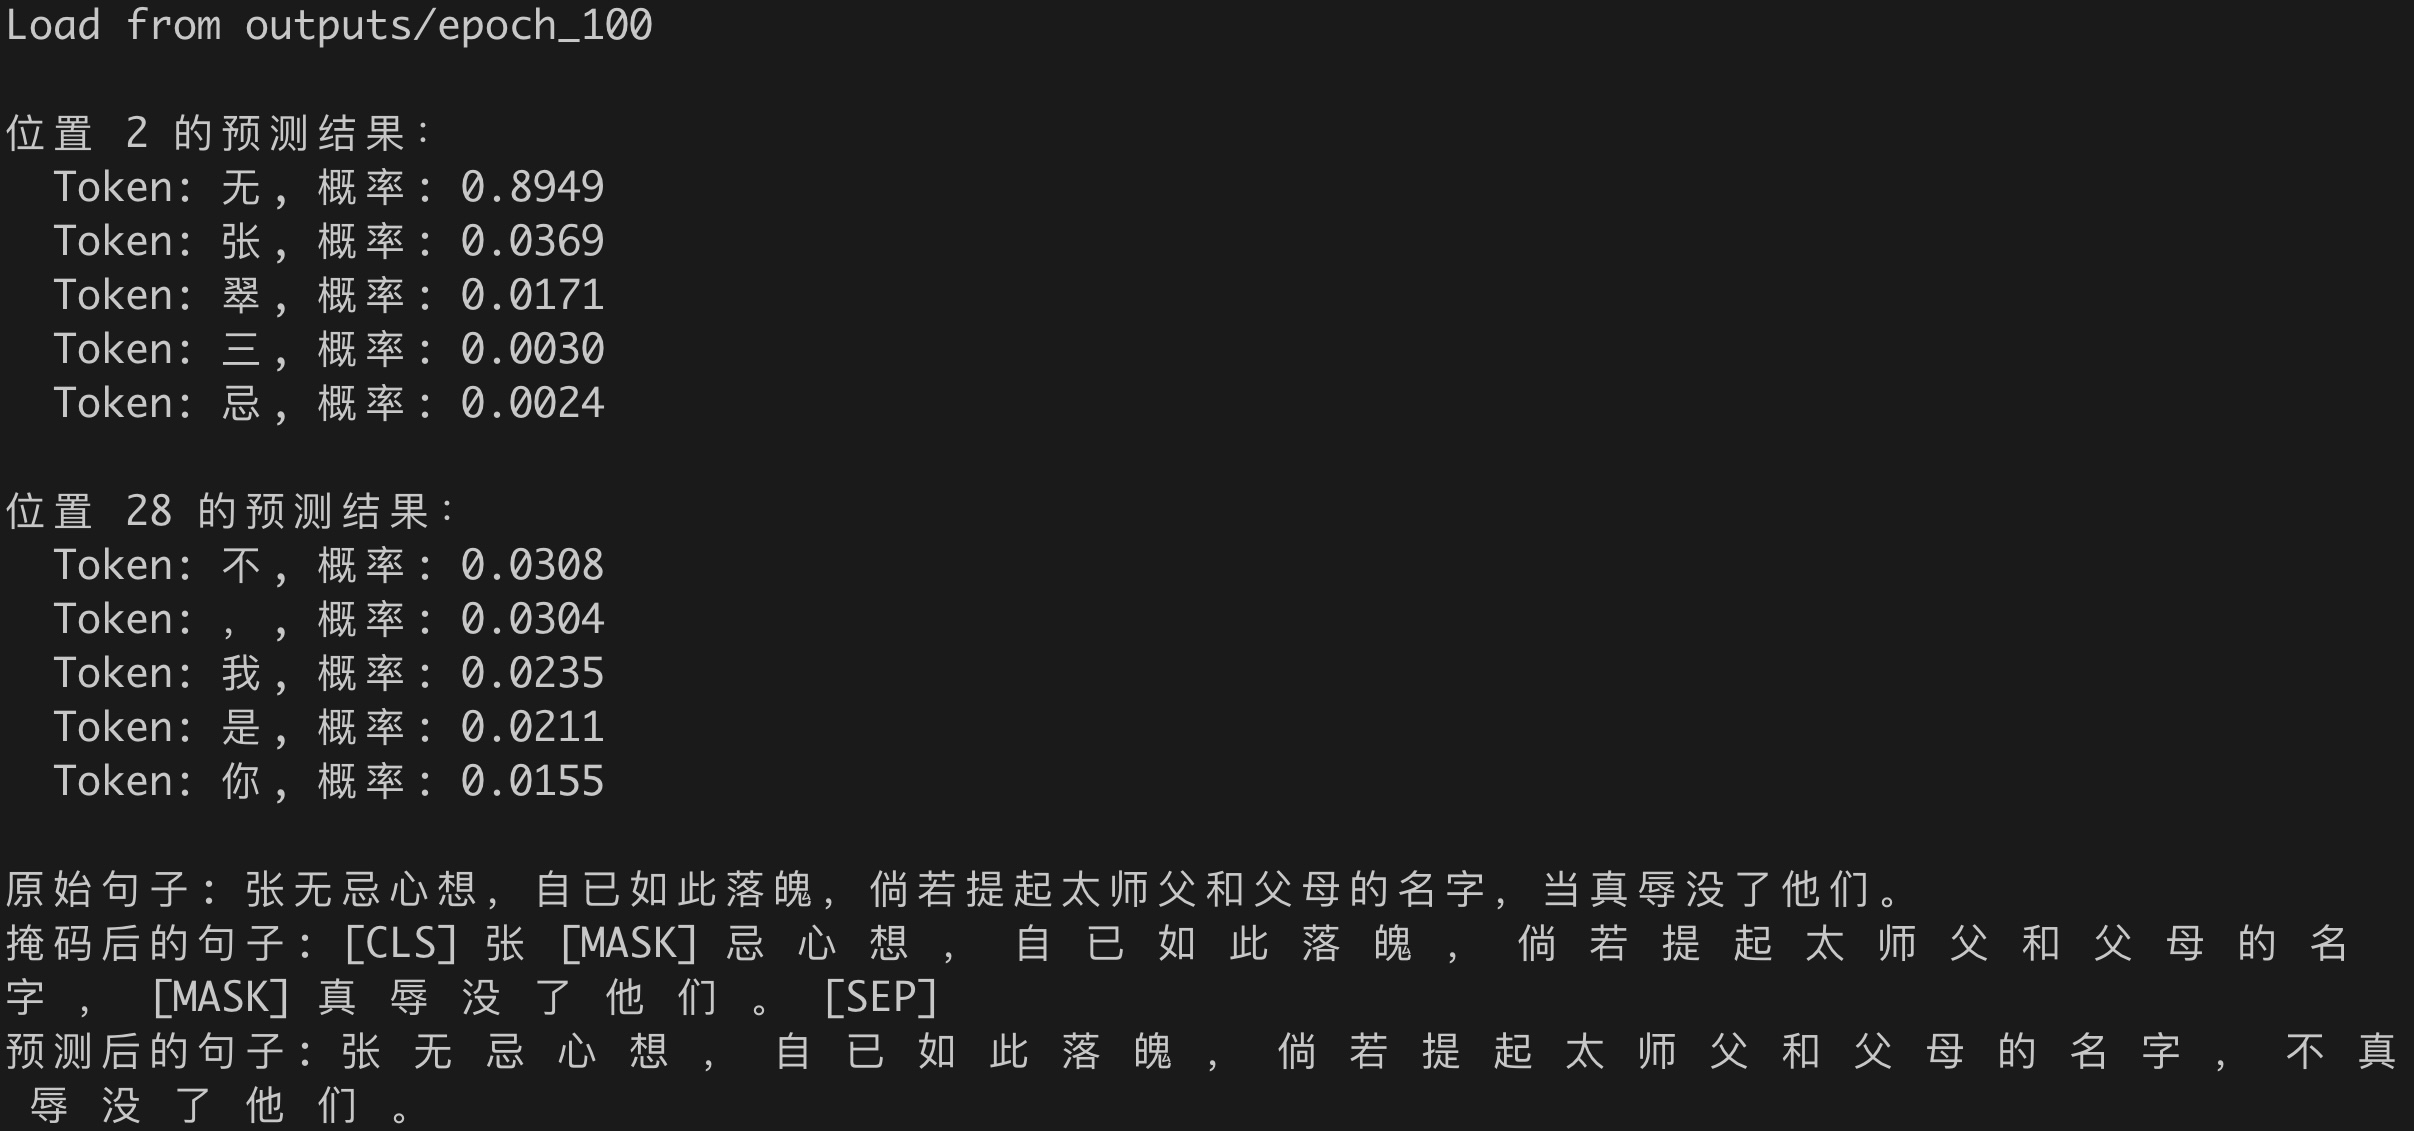 Load from outputs/epoch_100
位置 2 的预测结果：
Token: 无, 概率: 0.8949
Token: 张, 概率: 0.0369
Token: 翠, 概率: 0.0171
Token: 三, 概率: 0.0030
Token: 忌, 概率: 0.0024
位置 28 的预测结果：
Token: 不, 概率: 0.0308
Token: ，, 概率: 0.0304
Token: 我, 概率: 0.0235
Token: 是, 概率: 0.0211
Token: 你, 概率: 0.0155
原始句子: 张无忌心想，自已如此落魄，倘若提起太师父和父母的名字，当真辱没了他们。
掩码后的句子: [CLS] 张 [MASK] 忌 心 想 ， 自 已 如 此 落 魄 ， 倘 若 提 起 太 师 父 和 父 母 的 名
字 ， [MASK] 真 辱 没 了 他 们 。 [SEP]
预测后的句子: 张 无 忌 心 想 ， 自 已 如 此 落 魄 ， 倘 若 提 起 太 师 父 和 父 母 的 名 字 ， 不 真
辱 没 了 他 们 。